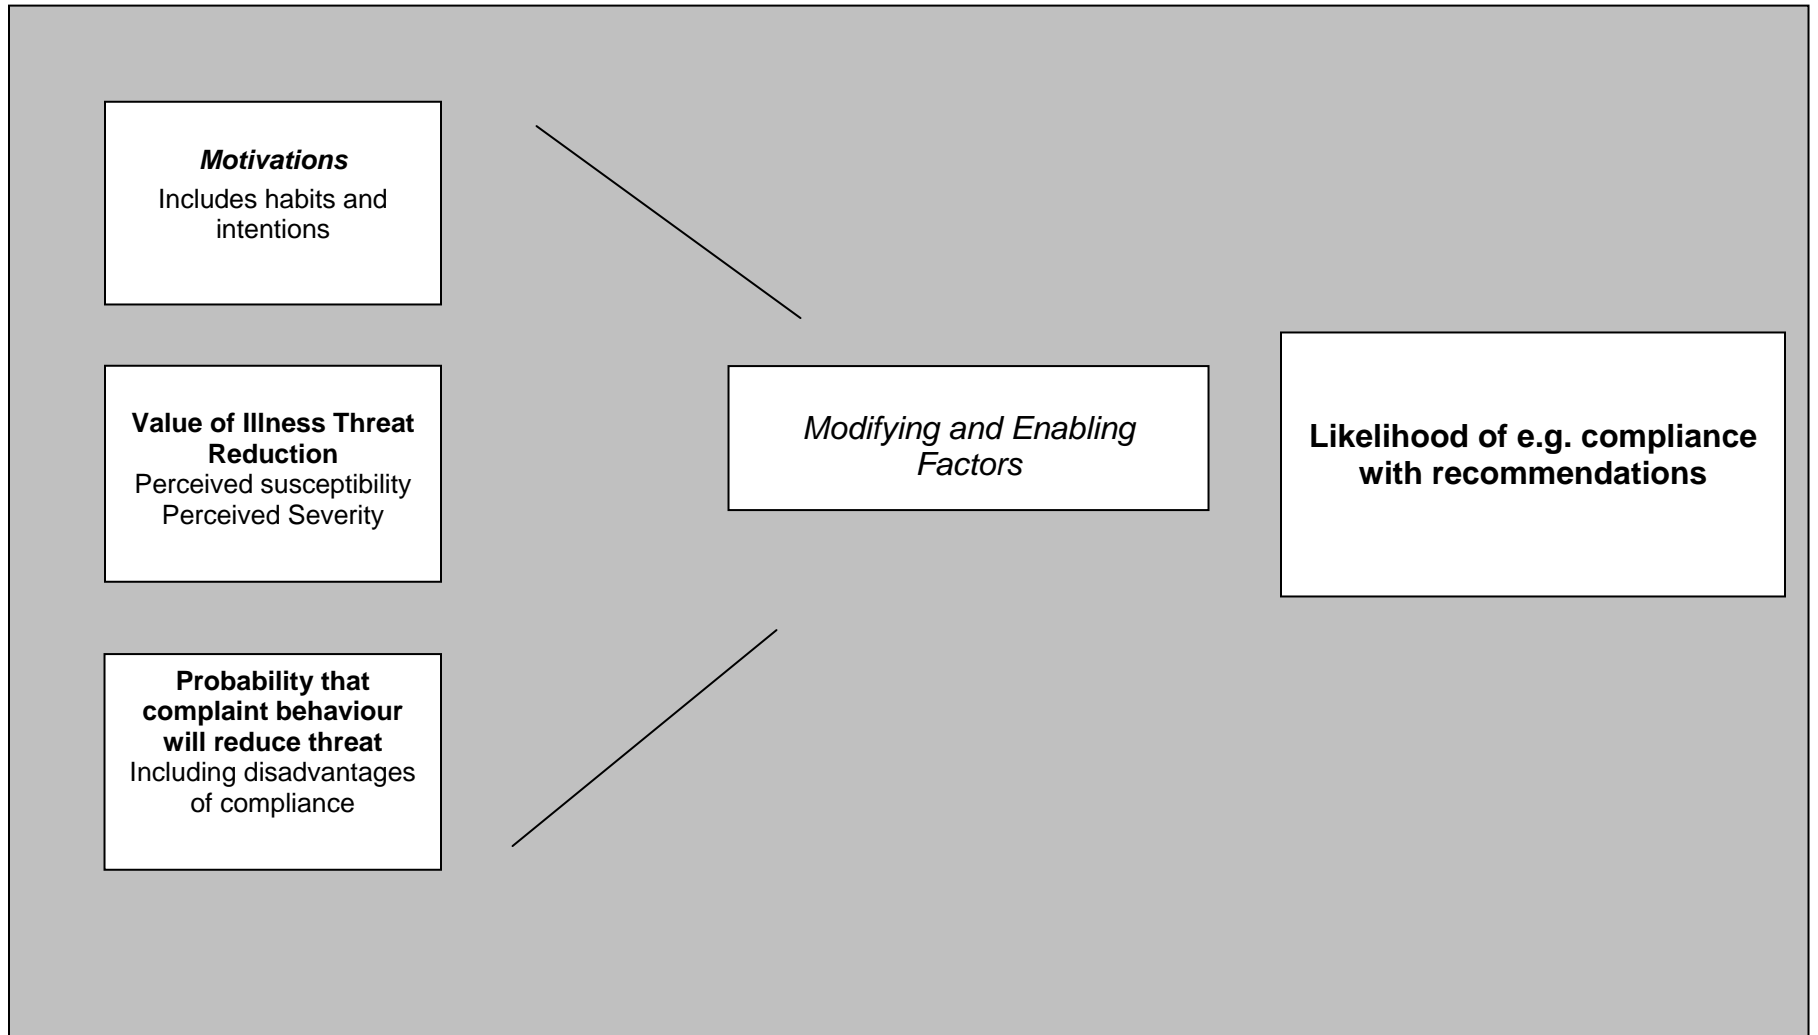 Motivations
Includes habits and
intentions
Value of Illness Threat
Reduction
Perceived susceptibility
Perceived Severity
Probability that
complaint behaviour
will reduce threat
Including disadvantages
of compliance
Modifying and Enabling
Factors
Likelihood of e.g. compliance
with recommendations